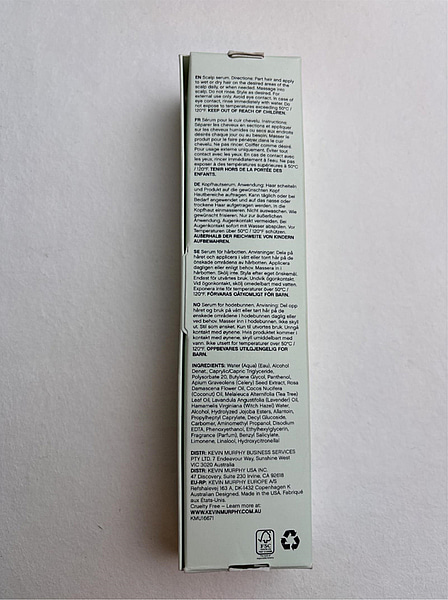 EN Scalp serum. Directions: Part hair and apply
to wet or dry hair on the desired areas of the
scalp daily, or when needed. Massage into
scalp. Do not rinse. Style as desired. For
external use only. Avoid eye contact. In case of
eye contact, rinse immediately with water. Do
not expose to temperatures exceeding 50°C /
120°F. KEEP OUT OF REACH OF CHILDREN.
FR Sérum pour le cuir chevelu. Instructions:
Séparer les cheveux en sections et appliquer
sur les cheveux humides ou secs aux endroits
désirés chaque jour ou au besoin. Masser le
produit pour le faire pénétrer dans le cuir
chevelu. Ne pas rincer. Coiffer comme désiré.
Pour usage externe uniquement. Éviter tout
contact avec les yeux. En cas de contact avec
les yeux, rincer immédiatement à l'eau. Ne pas
exposer à des températures supérieures à 50°C
/ 120°F. TENIR HORS DE LA PORTÉE DES
ENFANTS.
DE Kopfhautserum. Anwendung: Haar scheiteln
und Produkt auf die gewünschten Kopf
Hautbereiche auftragen. Kann täglich oder bei
Bedarf angewendet und auf das nasse oder
trockene Haar aufgetragen werden. In die
Kopfhaut einmassieren. Nicht auswaschen. Wie
gewünscht frisieren. Nur zur äußerlichen
Anwendung. Augenkontakt vermeiden. Bei
Augenkontakt sofort mit Wasser abspülen. Vor
Temperaturen über 50°C / 120°F schützen.
AUßERHALB DER REICHWEITE VON KINDERN
AUFBEWAHREN.
SE Serum för hårbotten. Anvisningar: Dela på
håret och applicera i vått eller torrt hår på de
önskade områdena av hårbotten. Applicera
dagligen eller enligt behov. Massera in i
hårbotten. Skölj inte. Styla efter eget önskemål.
Endast för utvärtes bruk. Undvik ögonkontakt.
Vid ögonkontakt, skölj omedelbart med vatten.
Exponera inte för temperaturer över 50°C /
120°F. FÖRVARAS OÅTKOMLIGT FÖR BARN.
NO Serum for hodebunnen. Anvisning: Del opp
håret og bruk på vått eller tørt hår på de
ønskede områdene i hodebunnen daglig eller
ved behov. Masser inn i hodebunnen, ikke skyll
ut. Stil som ønsket. Kun til utvortes bruk. Unngå
kontakt med øynene. Hvis produktet kommer i
kontakt med øynene, skyll umiddelbart med
vann. Ikke utsett for temperaturer over 50°C /
120°F. OPPBEVARES UTILGJENGELIG FOR
BARN.
INGREDIENTS: Water (Aqua) (Eau), Alcohol
Denat., Caprylic/Capric Triglyceride,
Polysorbate 20, Butylene Glycol, Panthenol,
Apium Graveolens (Celery) Seed Extract, Rosa
Damascena Flower Oil, Cocos Nucifera
(Coconut) Oil, Melaleuca Alternifolia (Tea Tree)
Leaf Oil, Lavandula Angustifolia (Lavender) Oil,
Hamamelis Virginiana (Witch Hazel) Water,
Alcohol, Hydrolyzed Jojoba Esters, Allantoin,
Propylheptyl Caprylate, Decyl Glucoside,
Carbomer, Aminomethyl Propanol, Disodium
EDTA, Phenoxyethanol, Ethylhexylglycerin,
Fragrance (Parfum), Benzyl Salicylate,
Limonene, Linalool, Hydroxycitronellal
DISTR: KEVIN MURPHY BUSINESS SERVICES
PTY LTD. 7 Endeavour Way, Sunshine West
VIC 3020 Australia
DISTR: KEVIN MURPHY USA INC.
47 Discovery, Suite 230 Irvine, CA 92618
EU-RP: KEVIN MURPHY EUROPE ApS
Refshalevej 163 A, DK-1432 Copenhagen K
Australian Designed. Made in the USA. Fabriqué
aux États-Unis.
Cruelty Free – Learn more at:
WWW.KEVINMURPHY.COM.AU
KMU16671
FSC